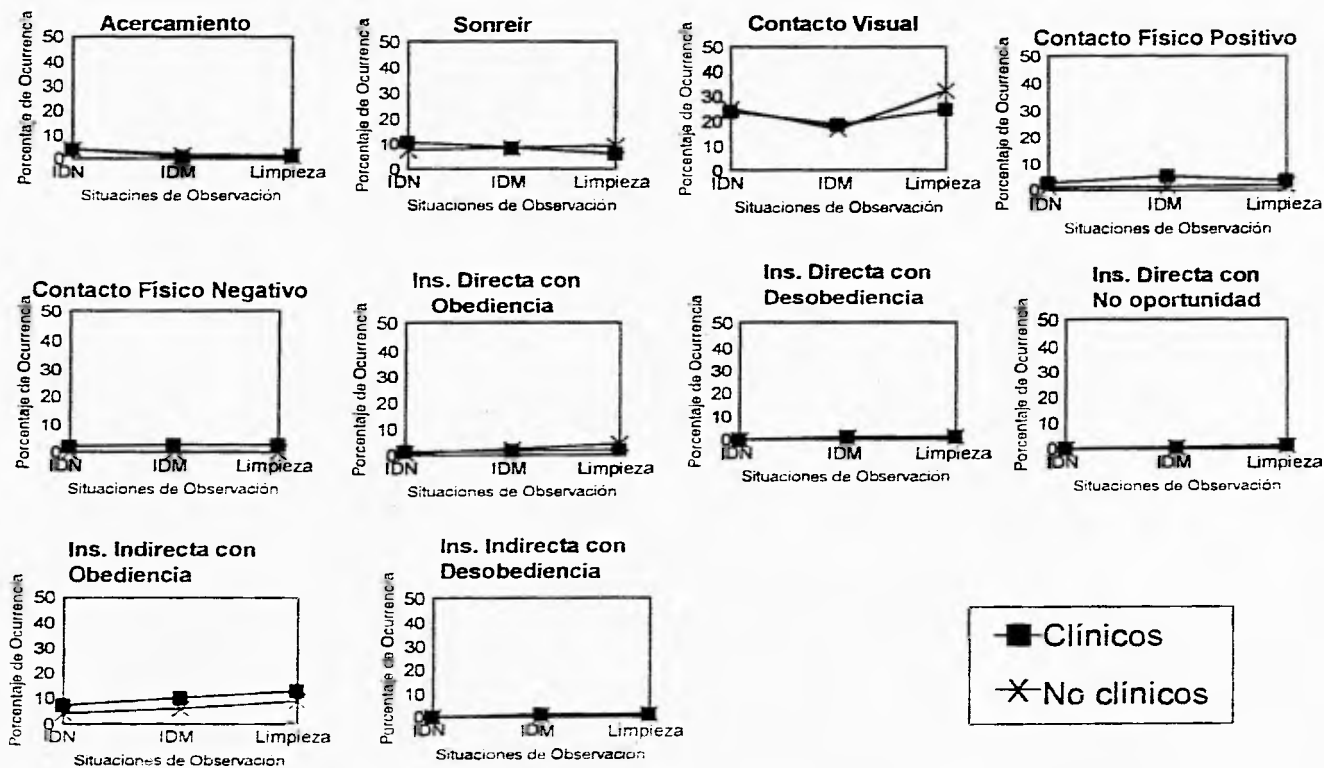 Acercamiento
Porcentaje de Ocurrencia
50
40
30
20
10
0
IDN IDM Limpieza
Situacines de Observación
Sonreir
Porcentaje de Ocurrencia
50
40
30
20
10
0
IDN IDM Limpieza
Situaciones de Observación
Contacto Visual
Porcentaje de Ocurrencia
50
40
30
20
10
0
IDN IDM Limpieza
Situaciones de Observación
Contacto Físico Positivo
Porcentaje de Ocurrencia
50
40
30
20
10
0
IDN IDM Limpieza
Situaciones de Observación
Contacto Físico Negativo
Porcentaje de Ocurrencia
50
40
30
20
10
0
IDN IDM Limpieza
Situaciones de Observación
Ins. Directa con
Obediencia
Porcentaje de Ocurrencia
50
40
30
20
10
0
IDN IDM Limpieza
Situaciones de Observación
Ins. Directa con
Desobediencia
Porcentaje de Ocurrencia
50
40
30
20
10
0
IDN IDM Limpieza
Situaciones de Observación
Ins. Directa con
No oportunidad
Porcentaje de Ocurrencia
50
40
30
20
10
0
IDN IDM Limpieza
Situaciones de Observación
Ins. Indirecta con
Obediencia
Porcentaje de Ocurrencia
50
40
30
20
10
0
IDN IDM Limpieza
Situaciones de Observación
Ins. Indirecta con
Desobediencia
Porcentaje de Ocurrencia
50
40
30
20
10
0
IDN IDM Limpieza
Situaciones de Observación
Clínicos
No clínicos